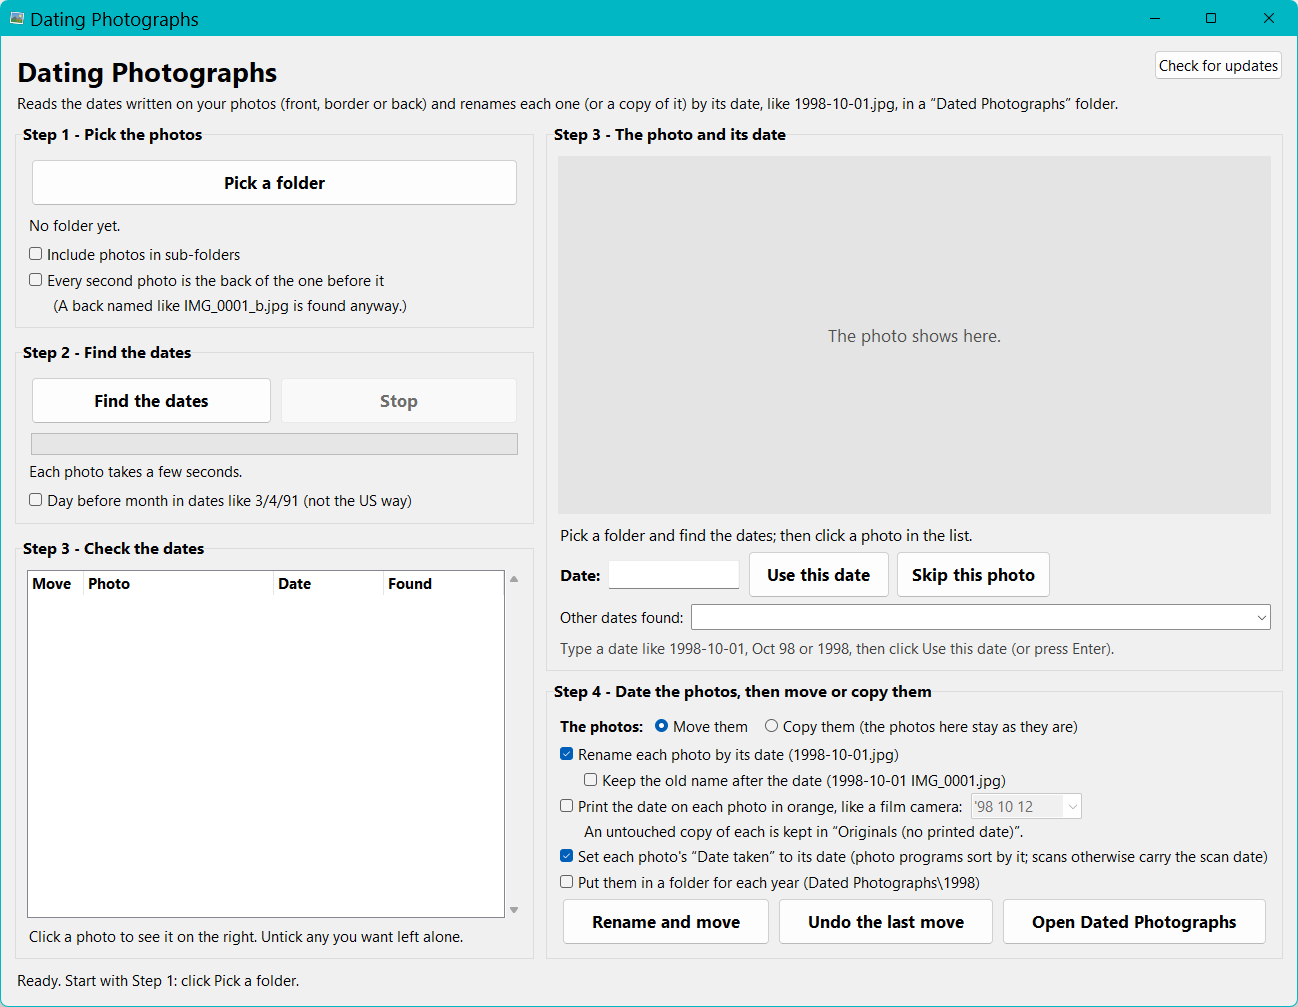 Dating Photographs
Dating Photographs
Check for updates
Reads the dates written on your photos (front, border or back) and renames each one (or a copy of it) by its date, like 1998-10-01.jpg, in a “Dated Photographs” folder.
Step 1 - Pick the photos
Pick a folder
No folder yet.
Include photos in sub-folders
Every second photo is the back of the one before it
(A back named like IMG_0001_b.jpg is found anyway.)
Step 2 - Find the dates
Find the dates
Stop
Each photo takes a few seconds.
Day before month in dates like 3/4/91 (not the US way)
Step 3 - Check the dates
Move Photo Date Found
Click a photo to see it on the right. Untick any you want left alone.
Step 3 - The photo and its date
The photo shows here.
Pick a folder and find the dates; then click a photo in the list.
Date: Use this date Skip this photo
Other dates found:
Type a date like 1998-10-01, Oct 98 or 1998, then click Use this date (or press Enter).
Step 4 - Date the photos, then move or copy them
The photos: Move them Copy them (the photos here stay as they are)
Rename each photo by its date (1998-10-01.jpg)
Keep the old name after the date (1998-10-01 IMG_0001.jpg)
Print the date on each photo in orange, like a film camera: '98 10 12
An untouched copy of each is kept in “Originals (no printed date)”.
Set each photo's “Date taken” to its date (photo programs sort by it; scans otherwise carry the scan date)
Put them in a folder for each year (Dated Photographs\1998)
Rename and move Undo the last move Open Dated Photographs
Ready. Start with Step 1: click Pick a folder.